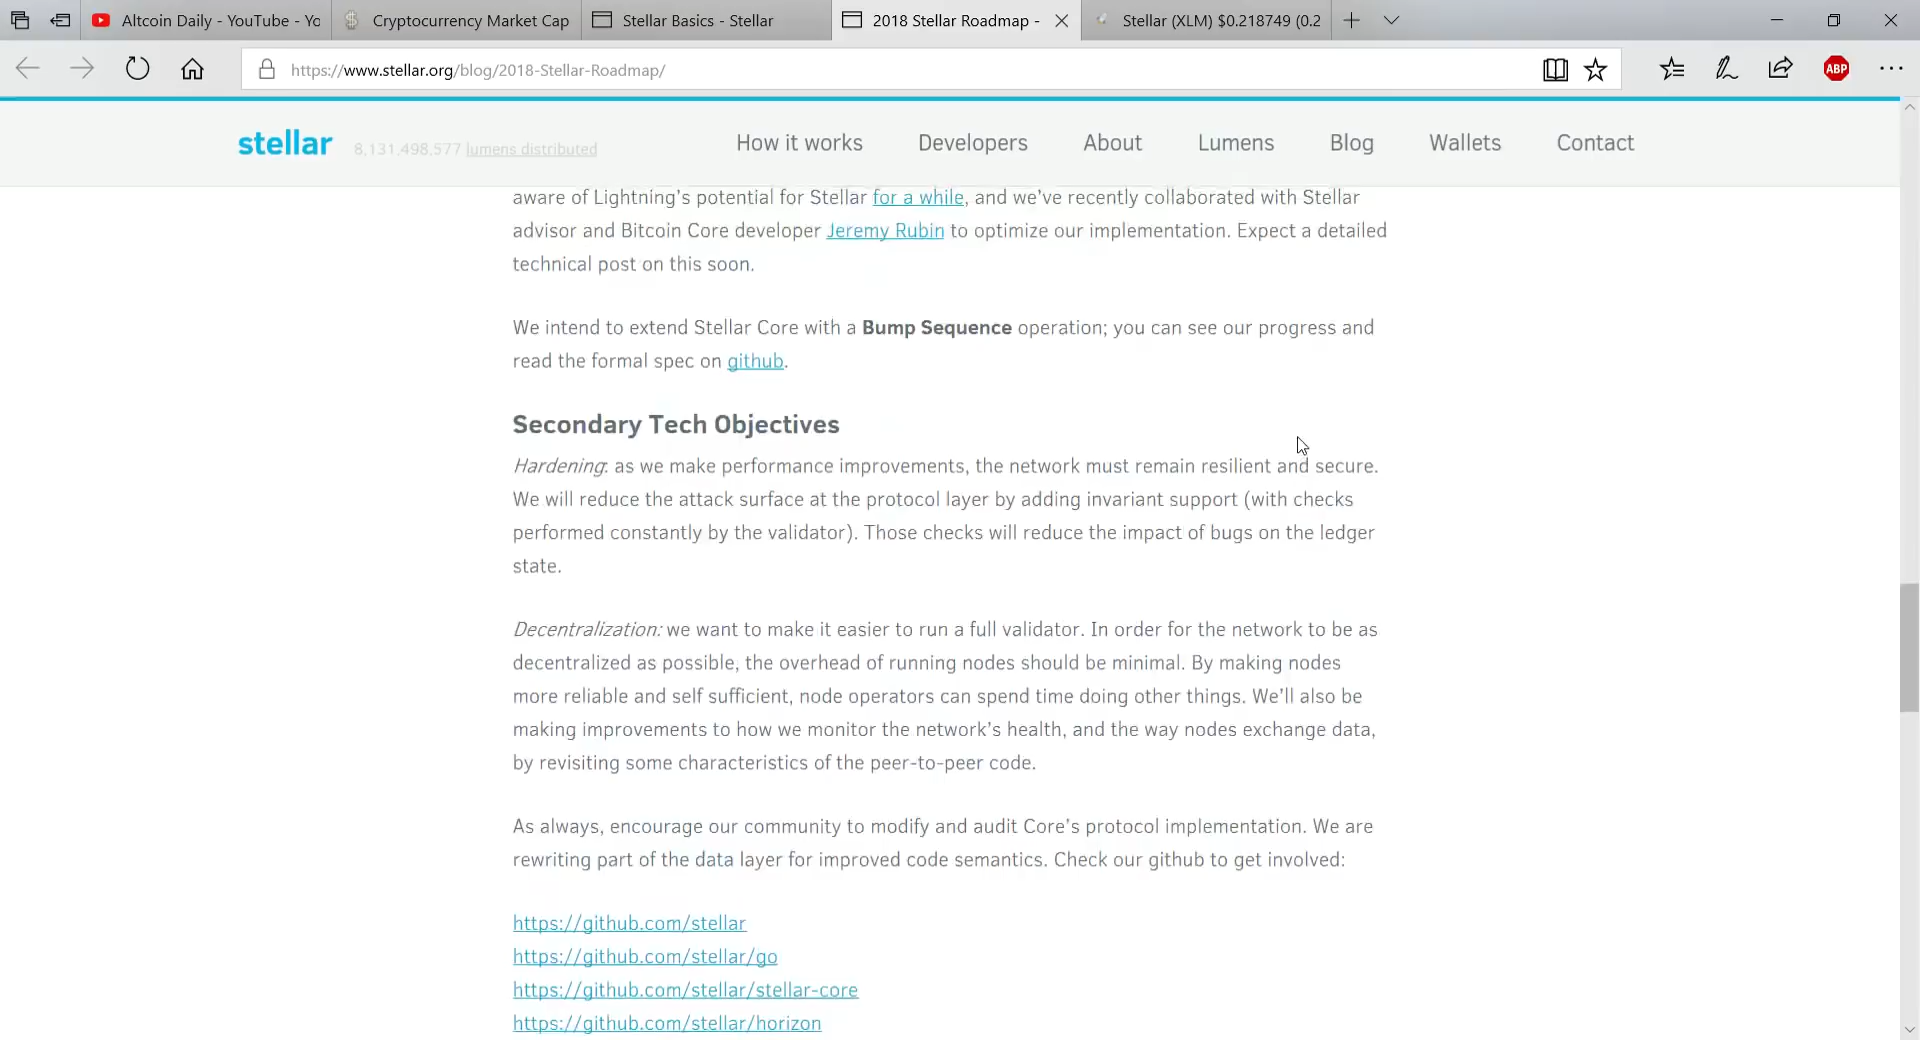 Altcoin Daily - YouTube - Yo
Cryptocurrency Market Cap
Stellar Basics - Stellar
2018 Stellar Roadmap -
Stellar (XLM) $0.218749 (0.2
https://www.stellar.org/blog/2018-Stellar-Roadmap/
ABP
stellar
8,131,498,577 lumens distributed
How it works
Developers
About
Lumens
Blog
Wallets
Contact
aware of Lightning's potential for Stellar for a while, and we've recently collaborated with Stellar
advisor and Bitcoin Core developer Jeremy Rubin to optimize our implementation. Expect a detailed
technical post on this soon.
We intend to extend Stellar Core with a Bump Sequence operation; you can see our progress and
read the formal spec on github.
Secondary Tech Objectives
Hardening: as we make performance improvements, the network must remain resilient and secure.
We will reduce the attack surface at the protocol layer by adding invariant support (with checks
performed constantly by the validator). Those checks will reduce the impact of bugs on the ledger
state.
Decentralization: we want to make it easier to run a full validator. In order for the network to be as
decentralized as possible, the overhead of running nodes should be minimal. By making nodes
more reliable and self sufficient, node operators can spend time doing other things. We'll also be
making improvements to how we monitor the network's health, and the way nodes exchange data,
by revisiting some characteristics of the peer-to-peer code.
As always, encourage our community to modify and audit Core's protocol implementation. We are
rewriting part of the data layer for improved code semantics. Check our github to get involved:
https://github.com/stellar
https://github.com/stellar/go
https://github.com/stellar/stellar-core
https://github.com/stellar/horizon